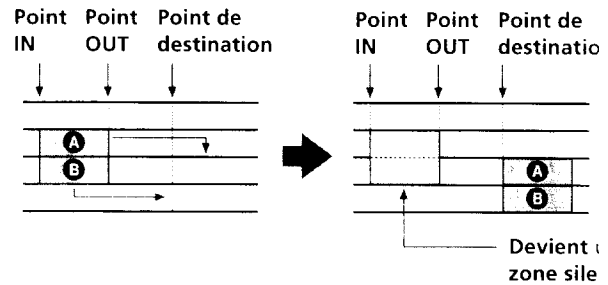 Point IN
Point OUT
Point de destination
Point IN
Point OUT
Point de
A
B
A
B
Devient
zone